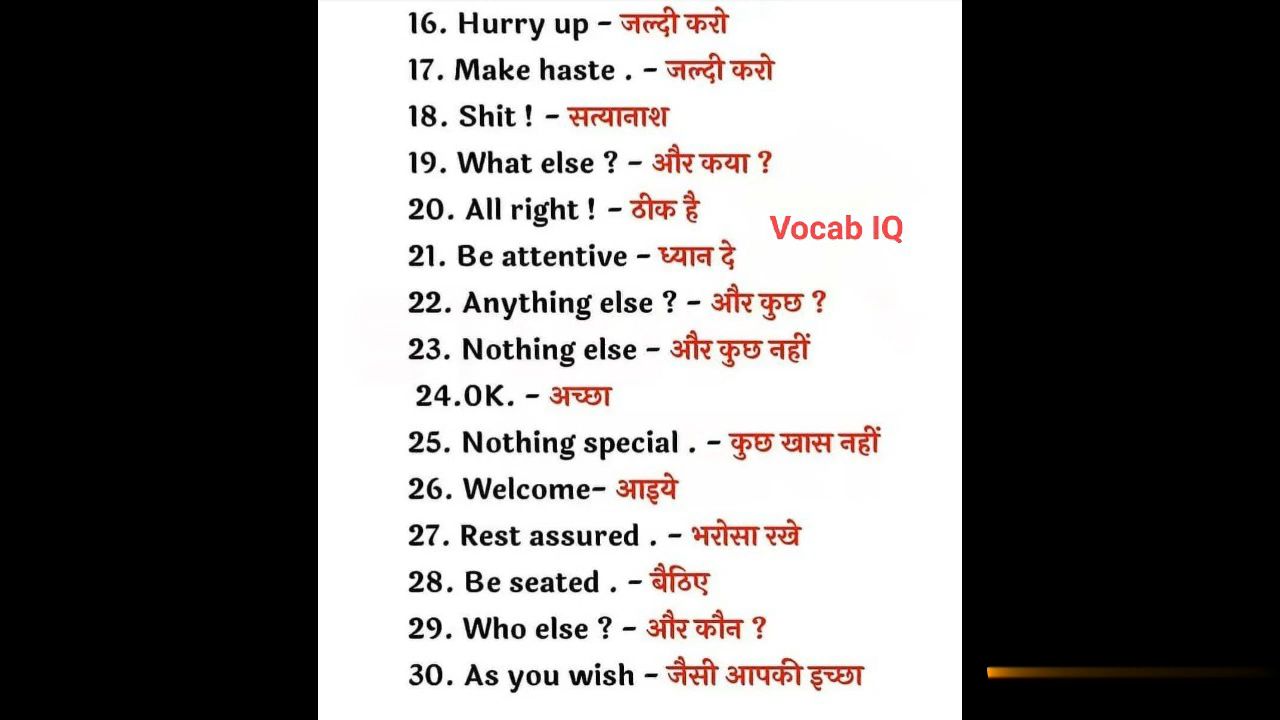 16. Hurry up - जल्दी करो
17. Make haste . - जल्दी करो
18. Shit ! - सत्यानाश
19. What else ? - और कया ?
20. All right ! - ठीक है
Vocab IQ
21. Be attentive - ध्यान दे
22. Anything else ? - और कुछ ?
23. Nothing else - और कुछ नहीं
24.OK. - अच्छा
25. Nothing special . - कुछ खास नहीं
26. Welcome- आइये
27. Rest assured . - भरोसा रखे
28. Be seated . - बैठिए
29. Who else ? - और कौन ?
30. As you wish - जैसी आपकी इच्छा